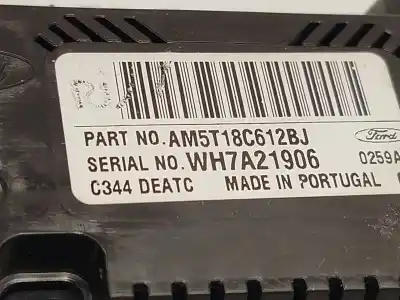 PART NO. AM5T18C612BJ
Ford
SERIAL NO. WH7A21906 0259A
C344 DEATC MADE IN PORTUGAL